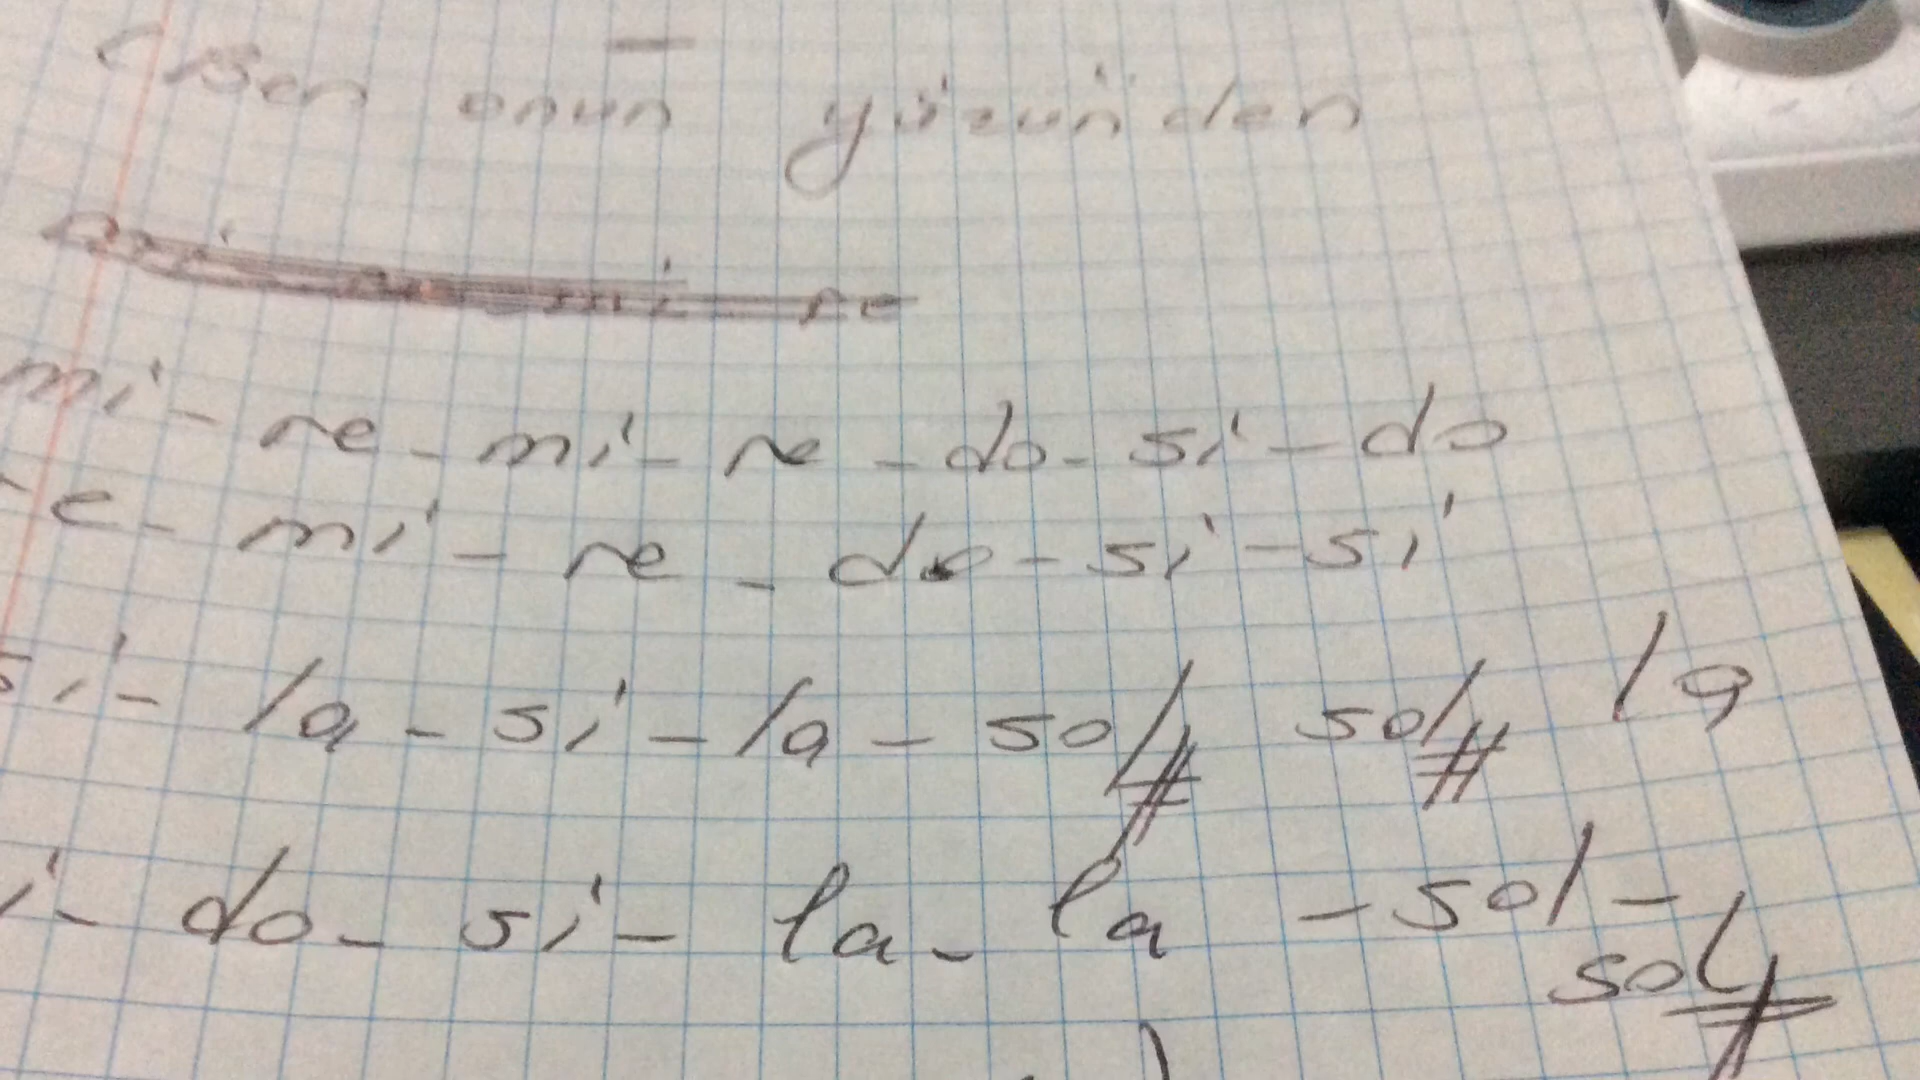 (Ben onun yüzünden
mi - re - mi - re - do - si - do
re - mi - re - do - si - si
si - la - si - la - sol# sol# la
si - do - si - la - la - sol -
sol#